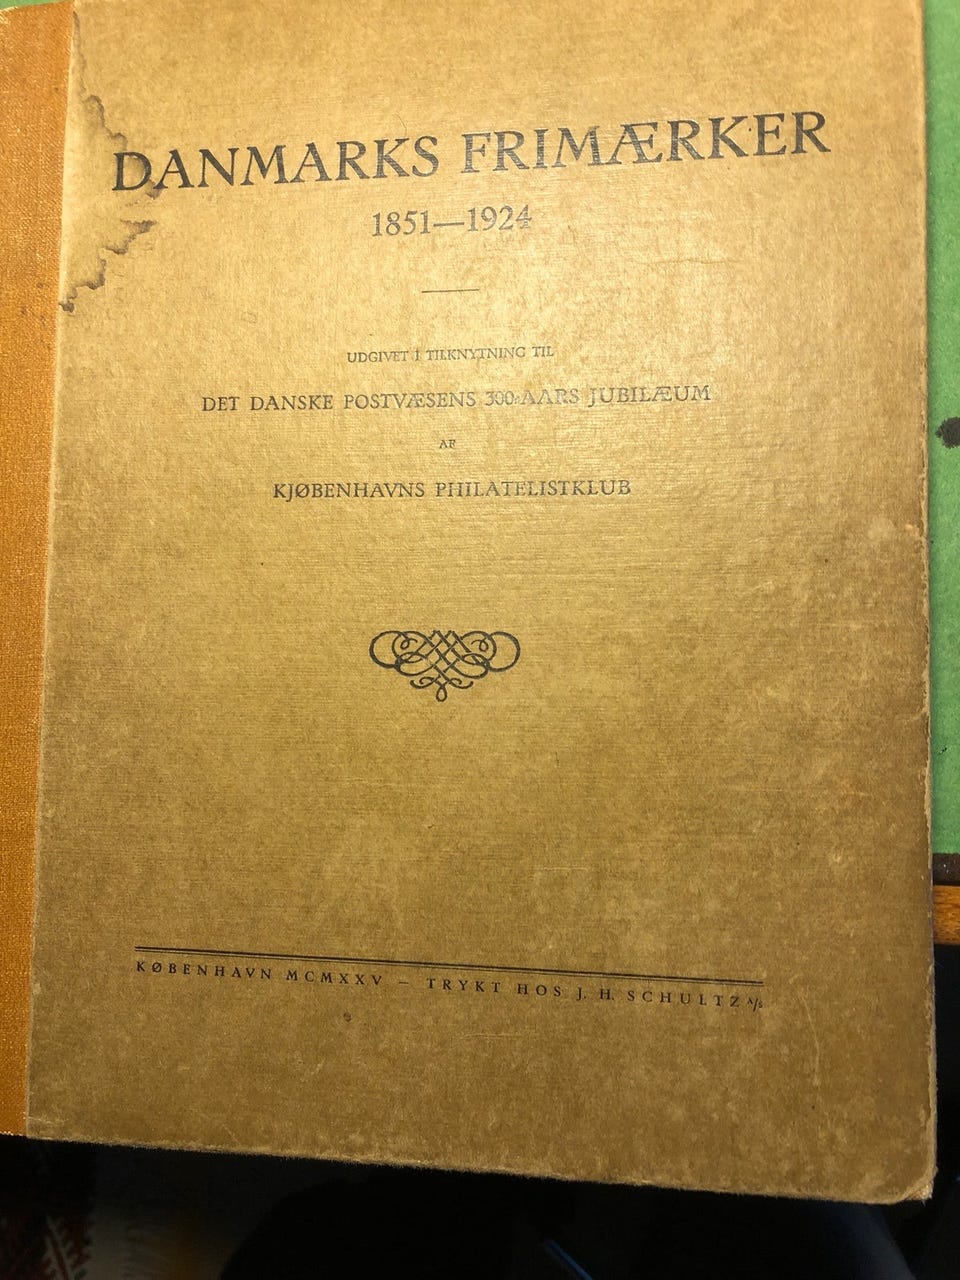 DANMARKS FRIMÆRKER
1851—1924
UDGIVET I TILKNYTNING TIL
DET DANSKE POSTVÆSENS 300-AARS JUBILÆUM
AF
KJØBENHAVNS PHILATELISTKLUB
KØBENHAVN MCMXXV – TRYKT HOS J. H. SCHULTZ A/S